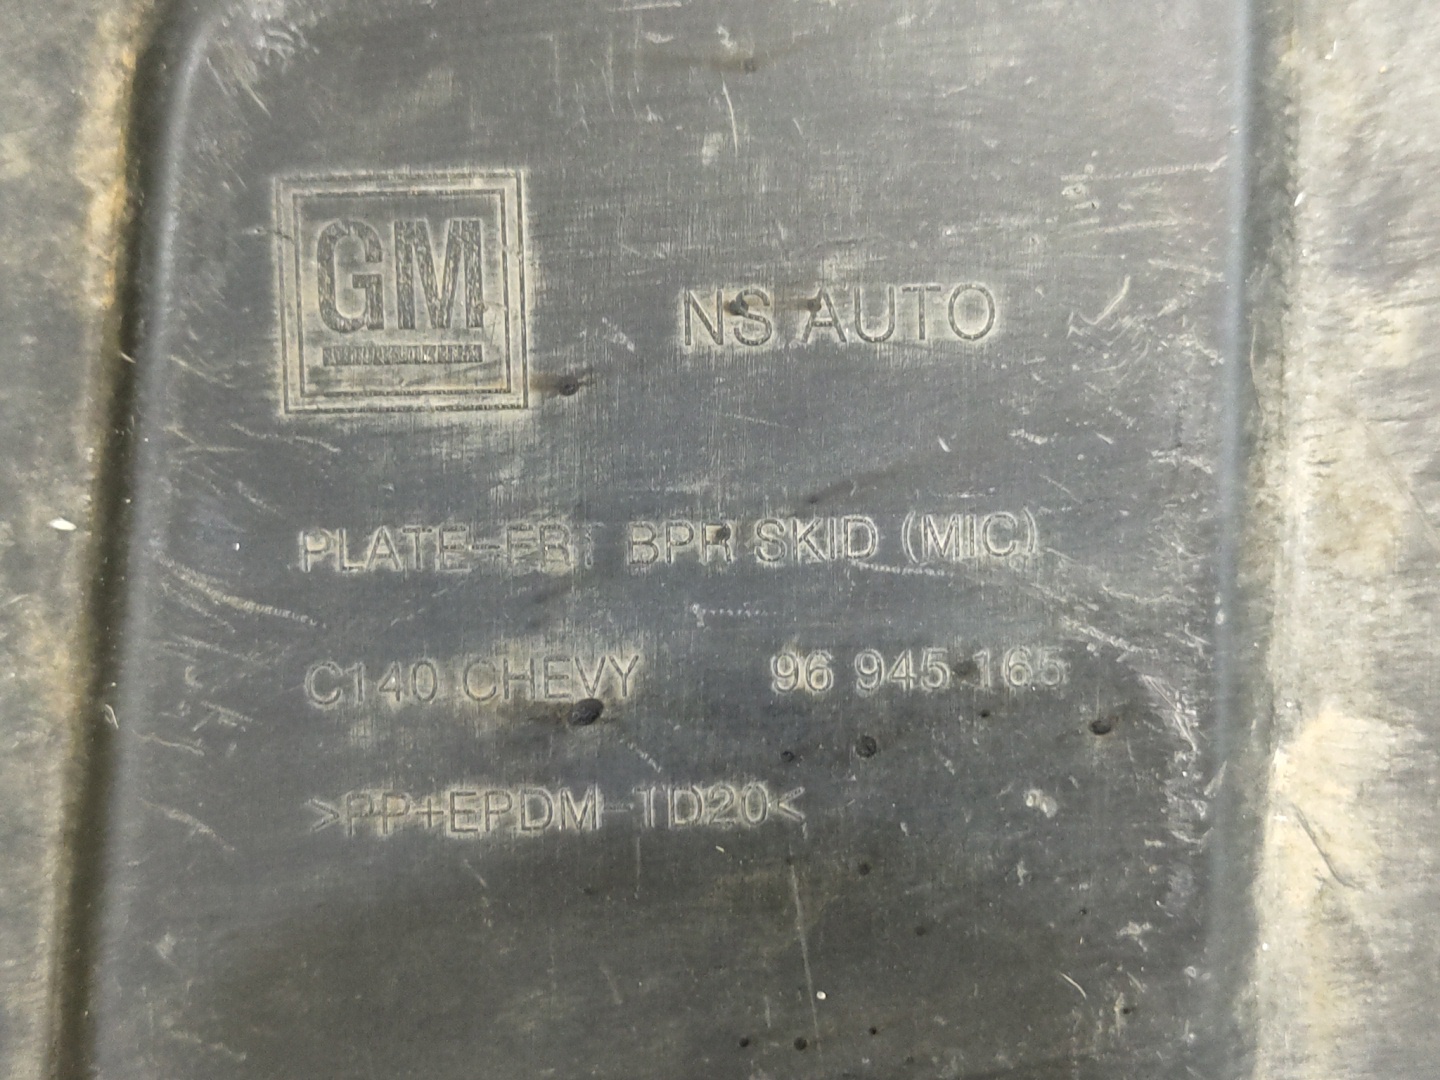 GM
NS AUTO
PLATE-FRT BPR SKID (MIC)
C140 CHEVY 96 945 165
>PP+EPDM-TD20<